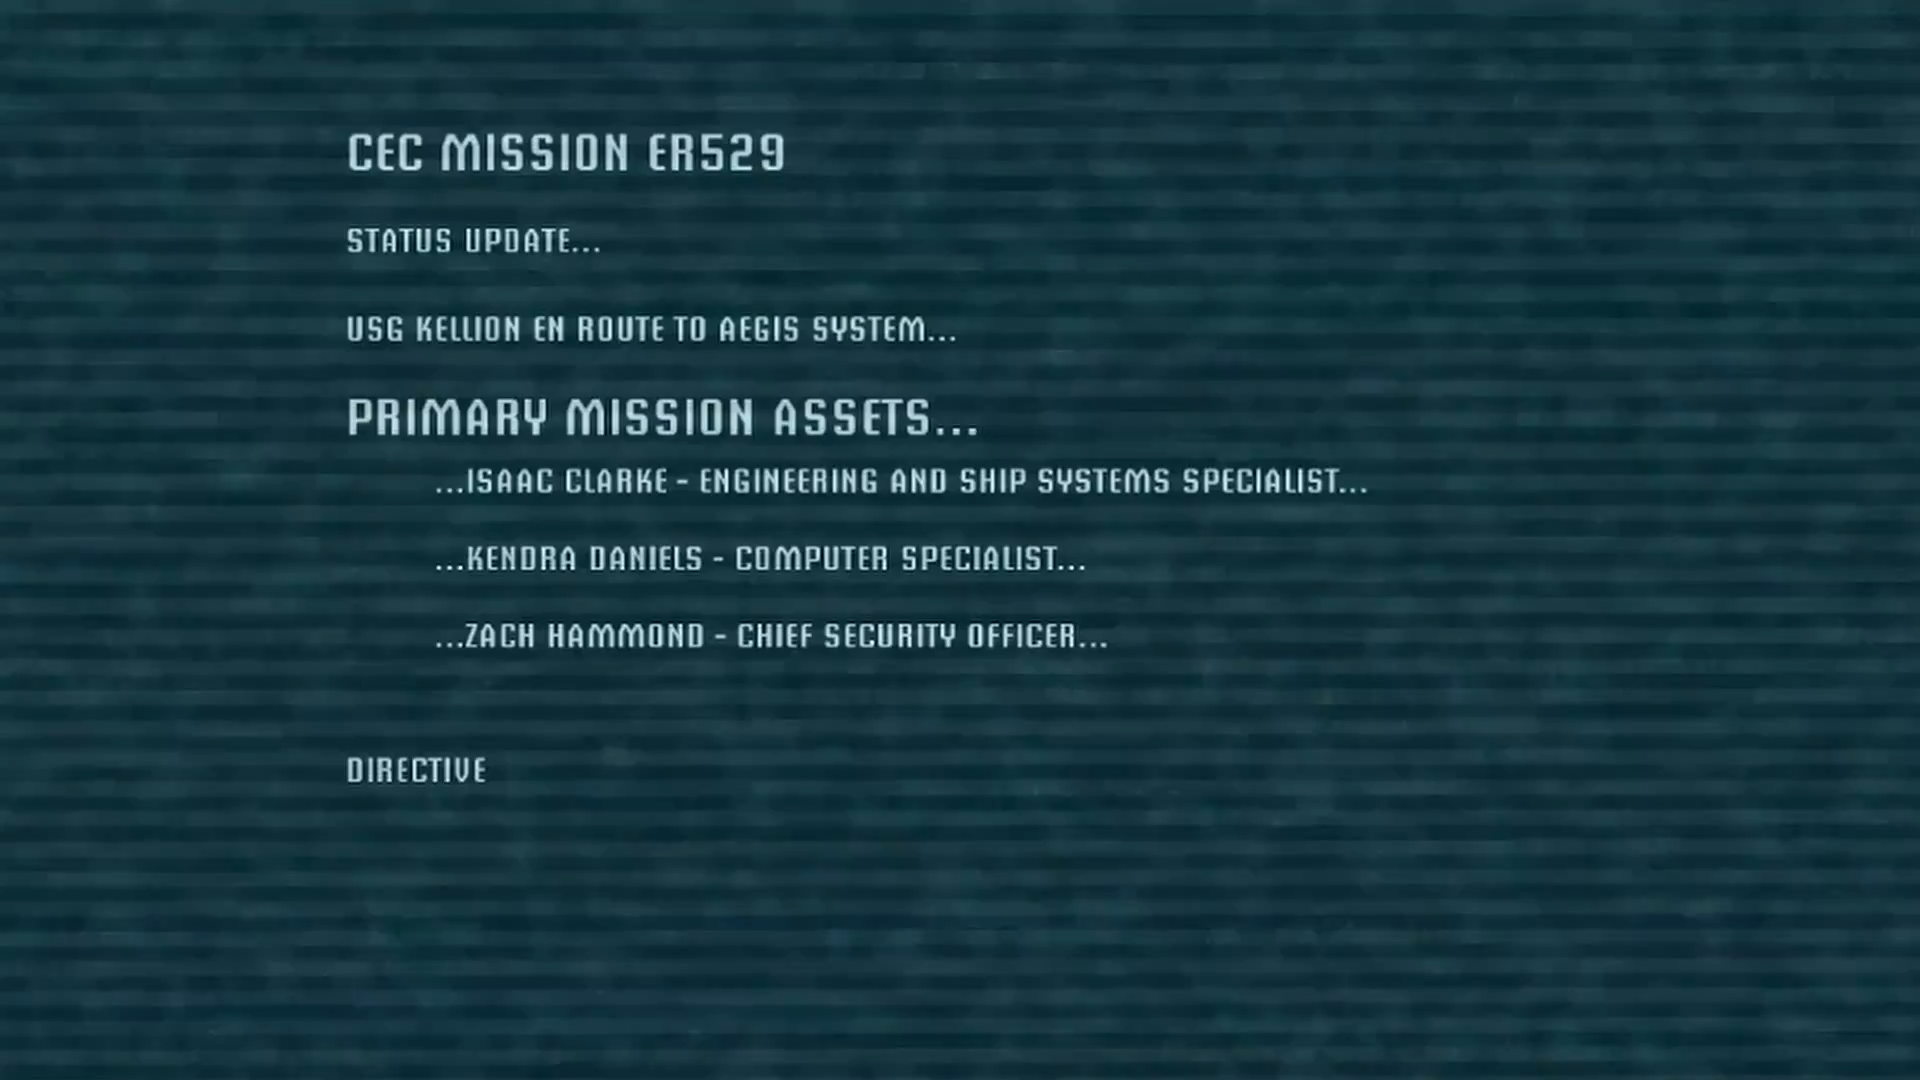 CEC MISSION ER529
STATUS UPDATE...
USG KELLION EN ROUTE TO AEGIS SYSTEM...
PRIMARY MISSION ASSETS...
...ISAAC CLARKE - ENGINEERING AND SHIP SYSTEMS SPECIALIST...
...KENDRA DANIELS - COMPUTER SPECIALIST...
...ZACH HAMMOND - CHIEF SECURITY OFFICER...
DIRECTIVE